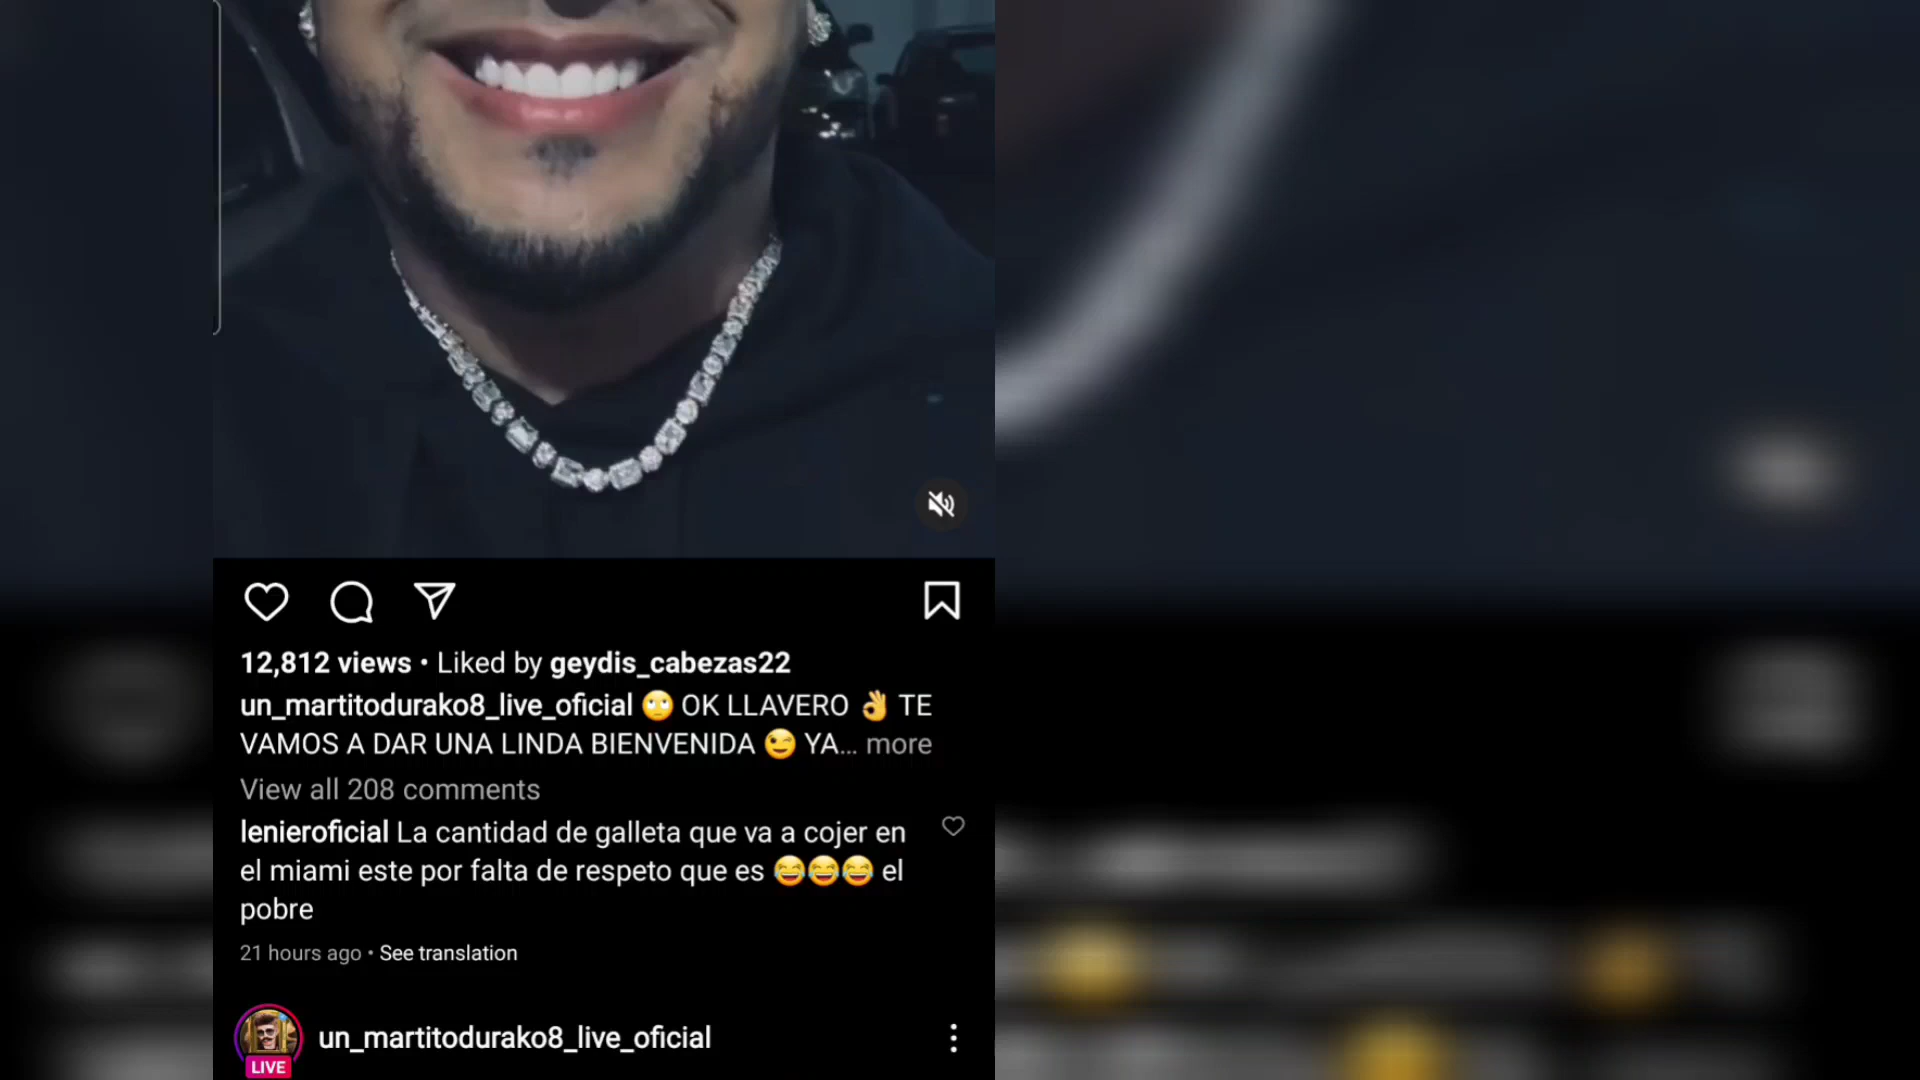 12,812 views • Liked by geydis_cabezas22
un_martitodurako8_live_oficial 🙄 OK LLAVERO 👌 TE
VAMOS A DAR UNA LINDA BIENVENIDA 😉 YA... more
View all 208 comments
lenieroficial La cantidad de galleta que va a cojer en
el miami este por falta de respeto que es 😂😂😂 el
pobre
21 hours ago • See translation
un_martitodurako8_live_oficial
LIVE